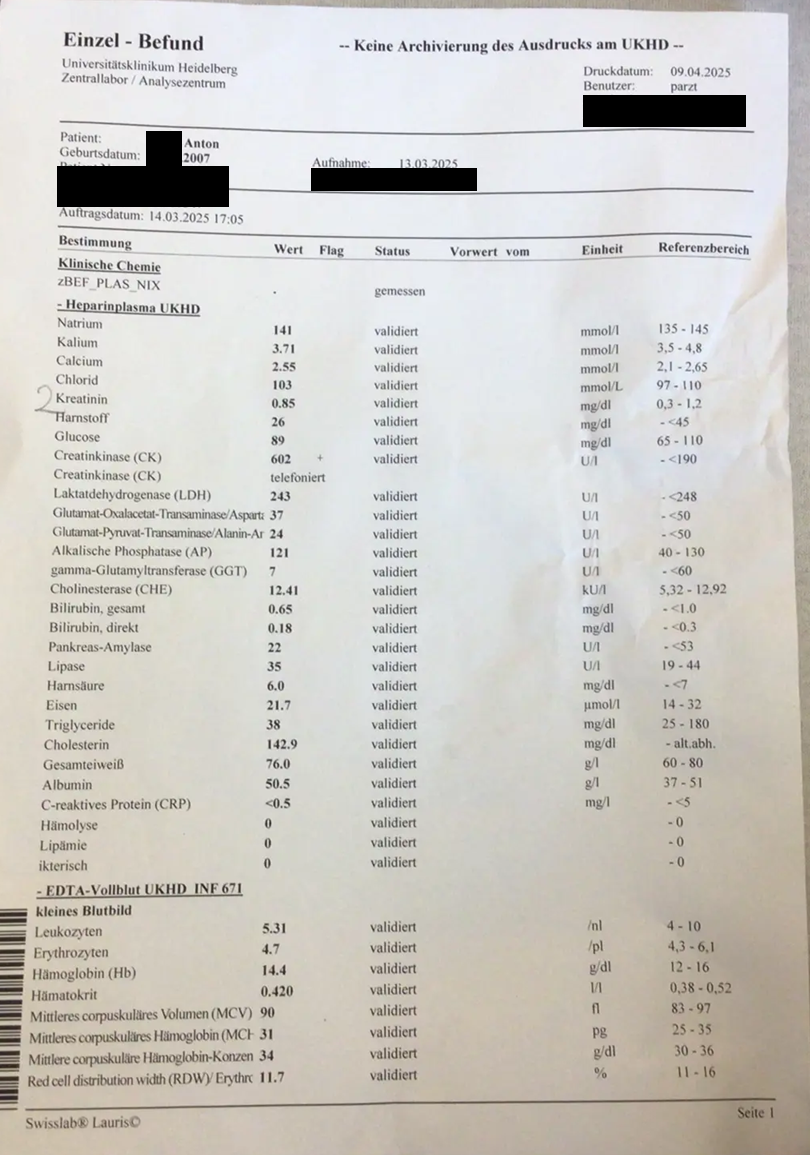 Einzel - Befund
-- Keine Archivierung des Ausdrucks am UKHD --
Universitätsklinikum Heidelberg
Zentrallabor / Analysezentrum
Druckdatum: 09.04.2025
Benutzer: parzt
Patient: Anton
Geburtsdatum: 2007
Aufnahme: 13.03.2025
Auftragsdatum: 14.03.2025 17:05
Bestimmung Wert Flag Status Vorwert vom Einheit Referenzbereich
Klinische Chemie
zBEF_PLAS_NIX . gemessen
- Heparinplasma UKHD
Natrium 141 validiert mmol/l 135 - 145
Kalium 3.71 validiert mmol/l 3,5 - 4,8
Calcium 2.55 validiert mmol/l 2,1 - 2,65
Chlorid 103 validiert mmol/L 97 - 110
2
Kreatinin 0.85 validiert mg/dl 0,3 - 1,2
Harnstoff 26 validiert mg/dl - <45
Glucose 89 validiert mg/dl 65 - 110
Creatinkinase (CK) 602 + validiert U/l - <190
Creatinkinase (CK) telefoniert
Laktatdehydrogenase (LDH) 243 validiert U/l - <248
Glutamat-Oxalacetat-Transaminase/Asparta 37 validiert U/l - <50
Glutamat-Pyruvat-Transaminase/Alanin-Ar 24 validiert U/l - <50
Alkalische Phosphatase (AP) 121 validiert U/l 40 - 130
gamma-Glutamyltransferase (GGT) 7 validiert U/l - <60
Cholinesterase (CHE) 12.41 validiert kU/l 5,32 - 12,92
Bilirubin, gesamt 0.65 validiert mg/dl - <1.0
Bilirubin, direkt 0.18 validiert mg/dl - <0.3
Pankreas-Amylase 22 validiert U/l - <53
Lipase 35 validiert U/l 19 - 44
Harnsäure 6.0 validiert mg/dl - <7
Eisen 21.7 validiert µmol/l 14 - 32
Triglyceride 38 validiert mg/dl 25 - 180
Cholesterin 142.9 validiert mg/dl - alt.abh.
Gesamteiweiß 76.0 validiert g/l 60 - 80
Albumin 50.5 validiert g/l 37 - 51
C-reaktives Protein (CRP) <0.5 validiert mg/l - <5
Hämolyse 0 validiert - 0
Lipämie 0 validiert - 0
ikterisch 0 validiert - 0
- EDTA-Vollblut UKHD INF 671
kleines Blutbild
Leukozyten 5.31 validiert /nl 4 - 10
Erythrozyten 4.7 validiert /pl 4,3 - 6,1
Hämoglobin (Hb) 14.4 validiert g/dl 12 - 16
Hämatokrit 0.420 validiert l/l 0,38 - 0,52
Mittleres corpuskuläres Volumen (MCV) 90 validiert fl 83 - 97
Mittleres corpuskuläres Hämoglobin (MCH 31 validiert pg 25 - 35
Mittlere corpuskuläre Hämoglobin-Konzen 34 validiert g/dl 30 - 36
Red cell distribution width (RDW)/ Erythrc 11.7 validiert % 11 - 16
Swisslab® Lauris©
Seite 1